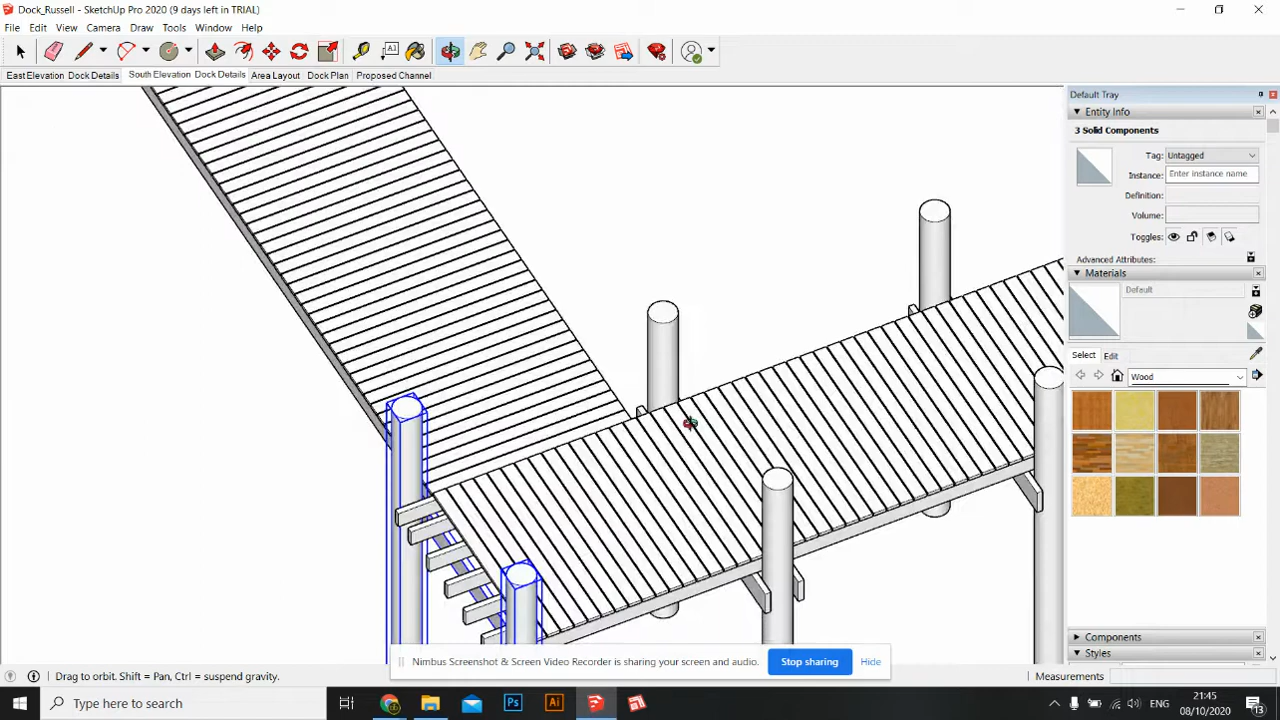 Dock_Russell - SketchUp Pro 2020 (9 days left in TRIAL)
File Edit View Camera Draw Tools Window Help
A1
East Elevation Dock Details South Elevation Dock Details Area Layout Dock Plan Proposed Channel
Default Tray
Entity Info
3 Solid Components
Tag: Untagged
Instance: Enter instance name
Definition:
Volume:
Toggles:
Advanced Attributes:
Materials
Default
Select Edit
Wood
Components
Styles
Nimbus Screenshot & Screen Video Recorder is sharing your screen and audio. Stop sharing Hide
Drag to orbit. Shift = Pan, Ctrl = suspend gravity. Measurements
Type here to search
Ps Ai
ENG
21:45
08/10/2020
13